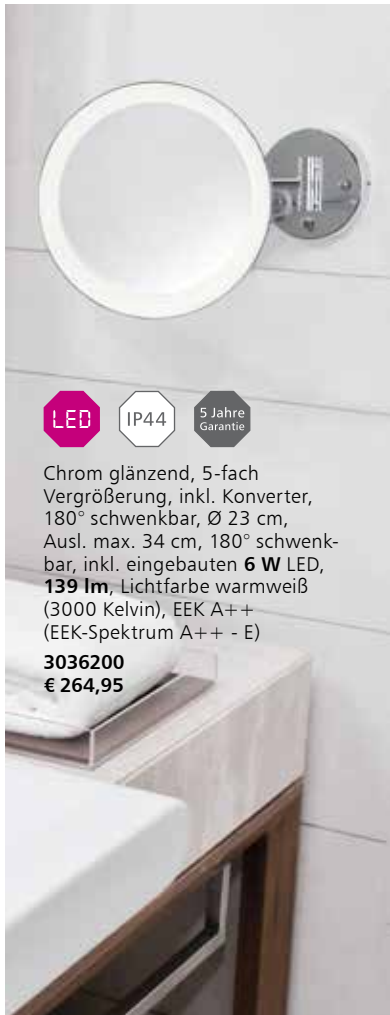 LED
IP44
5 Jahre
Garantie
Chrom glänzend, 5-fach
Vergrößerung, inkl. Konverter,
180° schwenkbar, Ø 23 cm,
Ausl. max. 34 cm, 180° schwenk-
bar, inkl. eingebauten 6 W LED,
139 lm, Lichtfarbe warmweiß
(3000 Kelvin), EEK A++
(EEK-Spektrum A++ - E)
3036200
€ 264,95